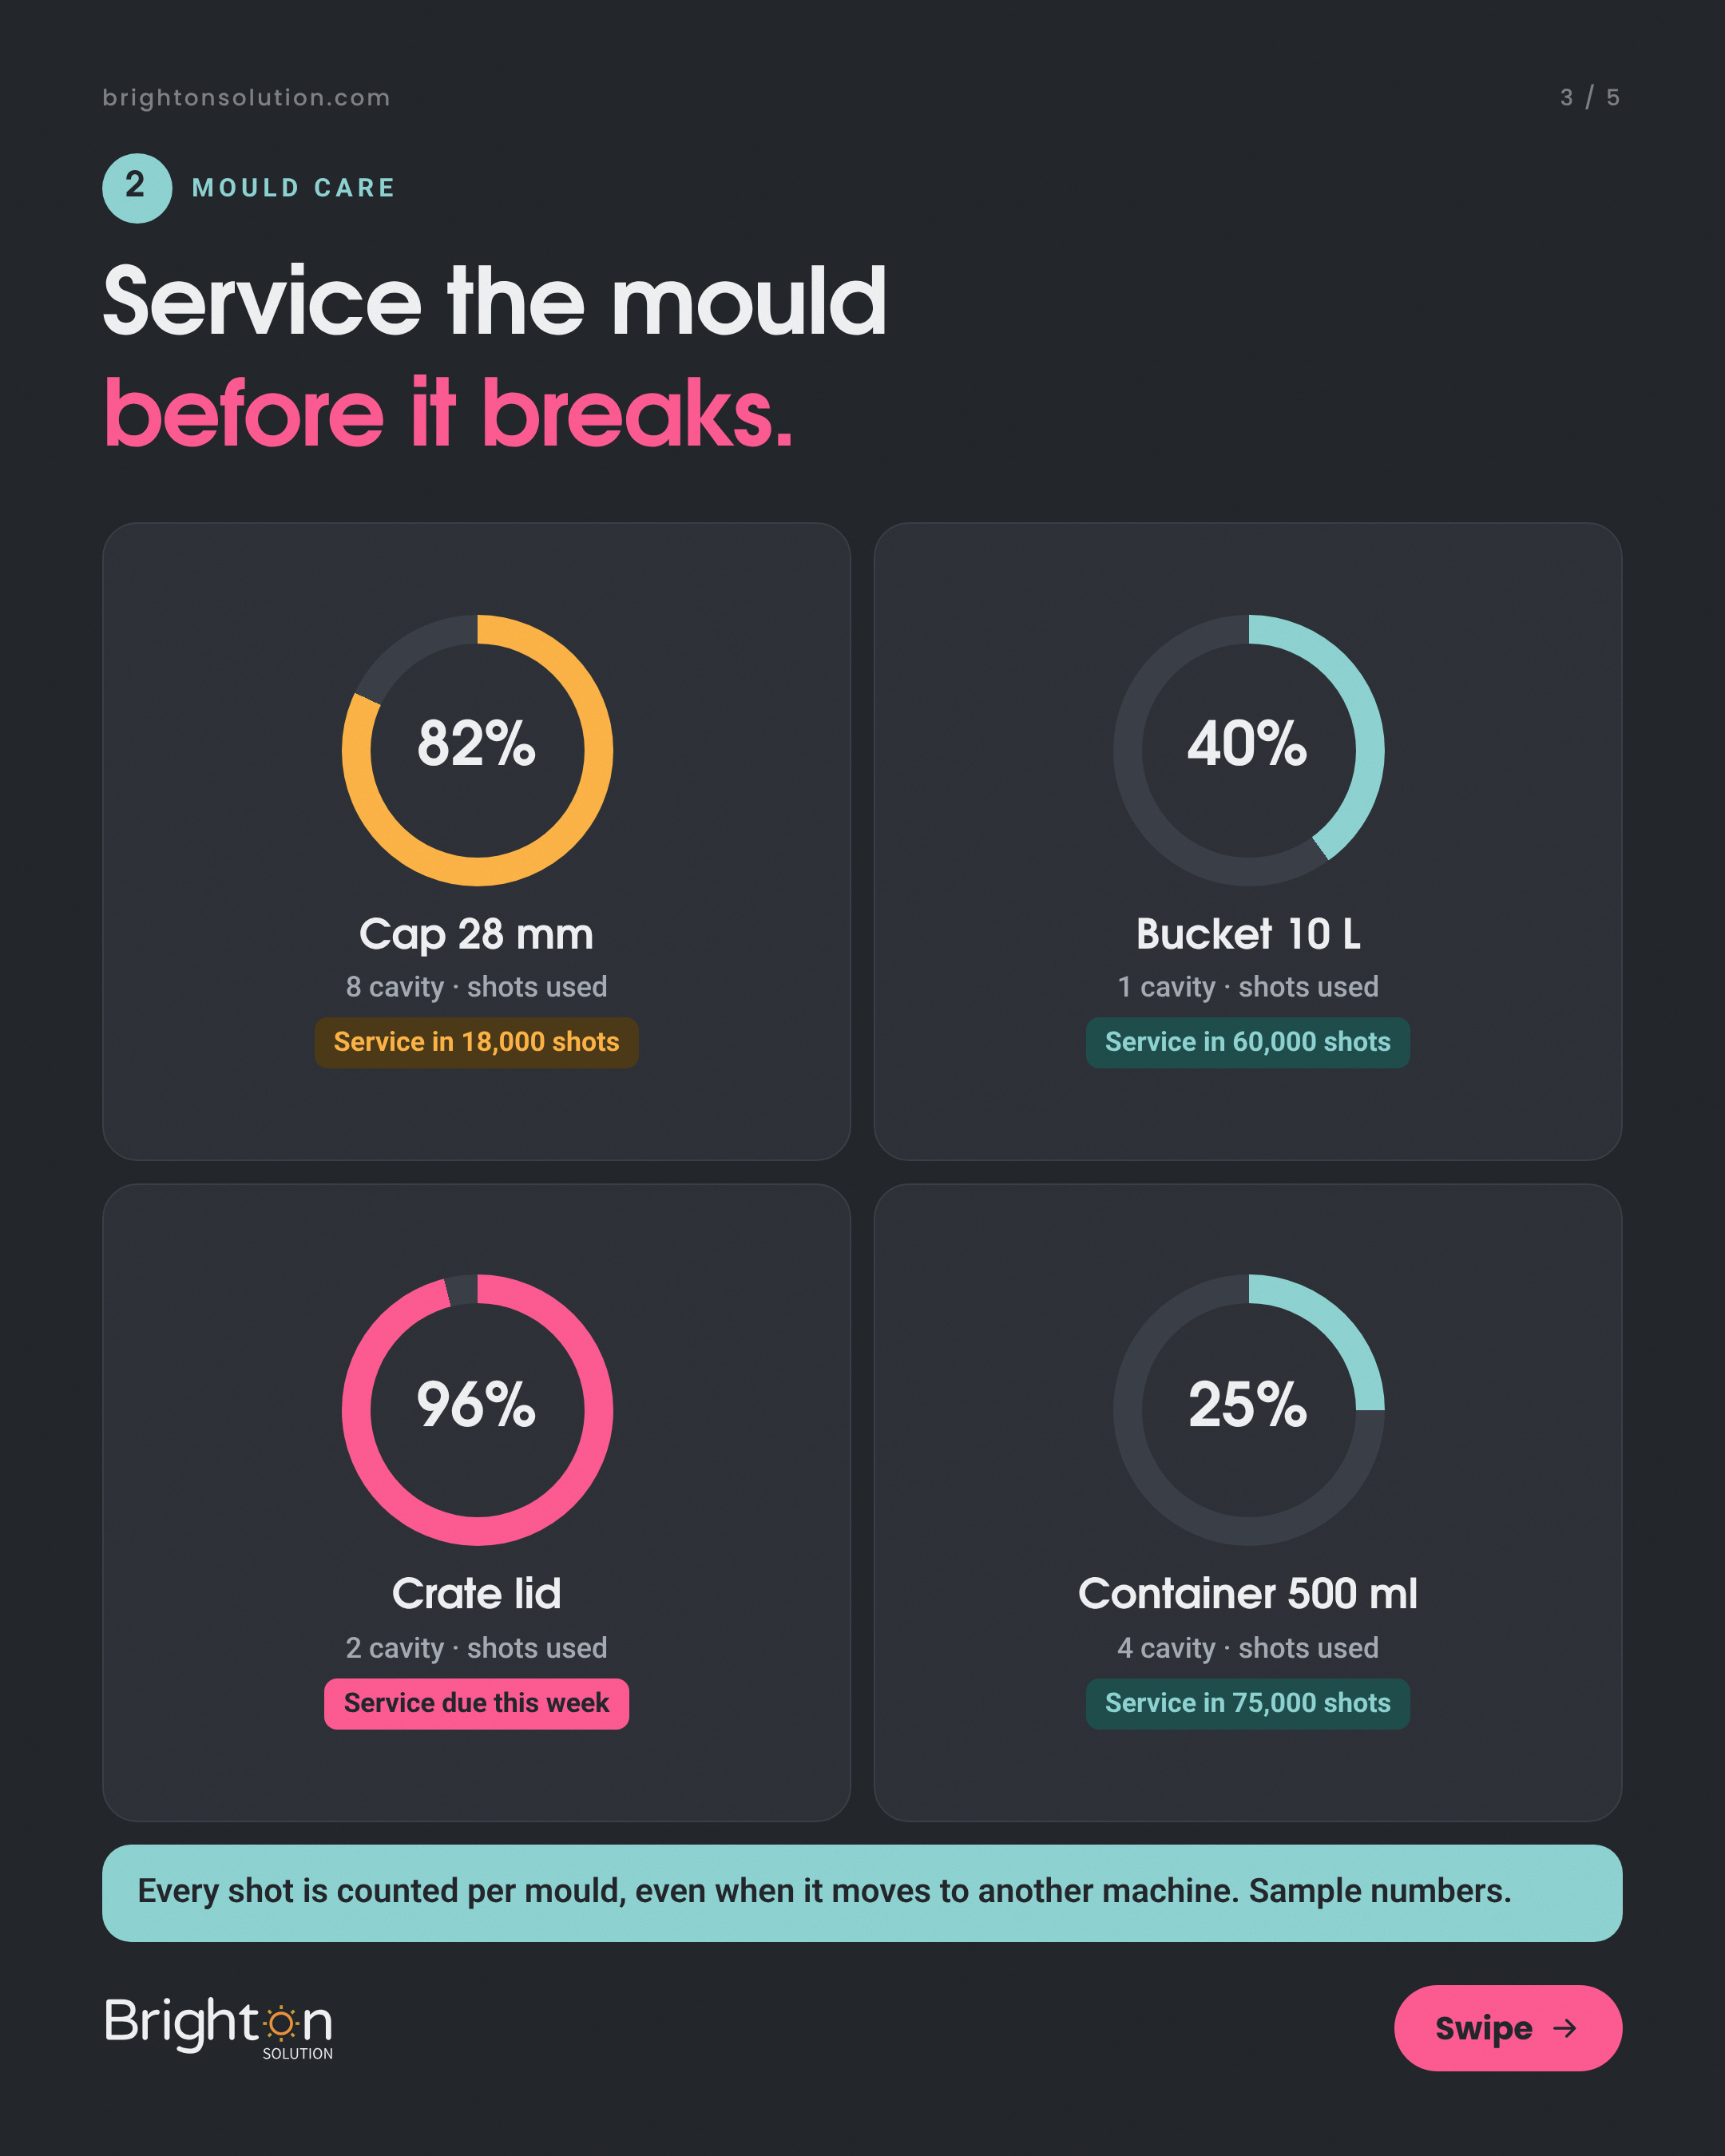 brightonsolution.com
3 / 5
2
MOULD CARE
Service the mould
before it breaks.
82%
Cap 28 mm
8 cavity · shots used
Service in 18,000 shots
40%
Bucket 10 L
1 cavity · shots used
Service in 60,000 shots
96%
Crate lid
2 cavity · shots used
Service due this week
25%
Container 500 ml
4 cavity · shots used
Service in 75,000 shots
Every shot is counted per mould, even when it moves to another machine. Sample numbers.
Brighton
SOLUTION
Swipe →